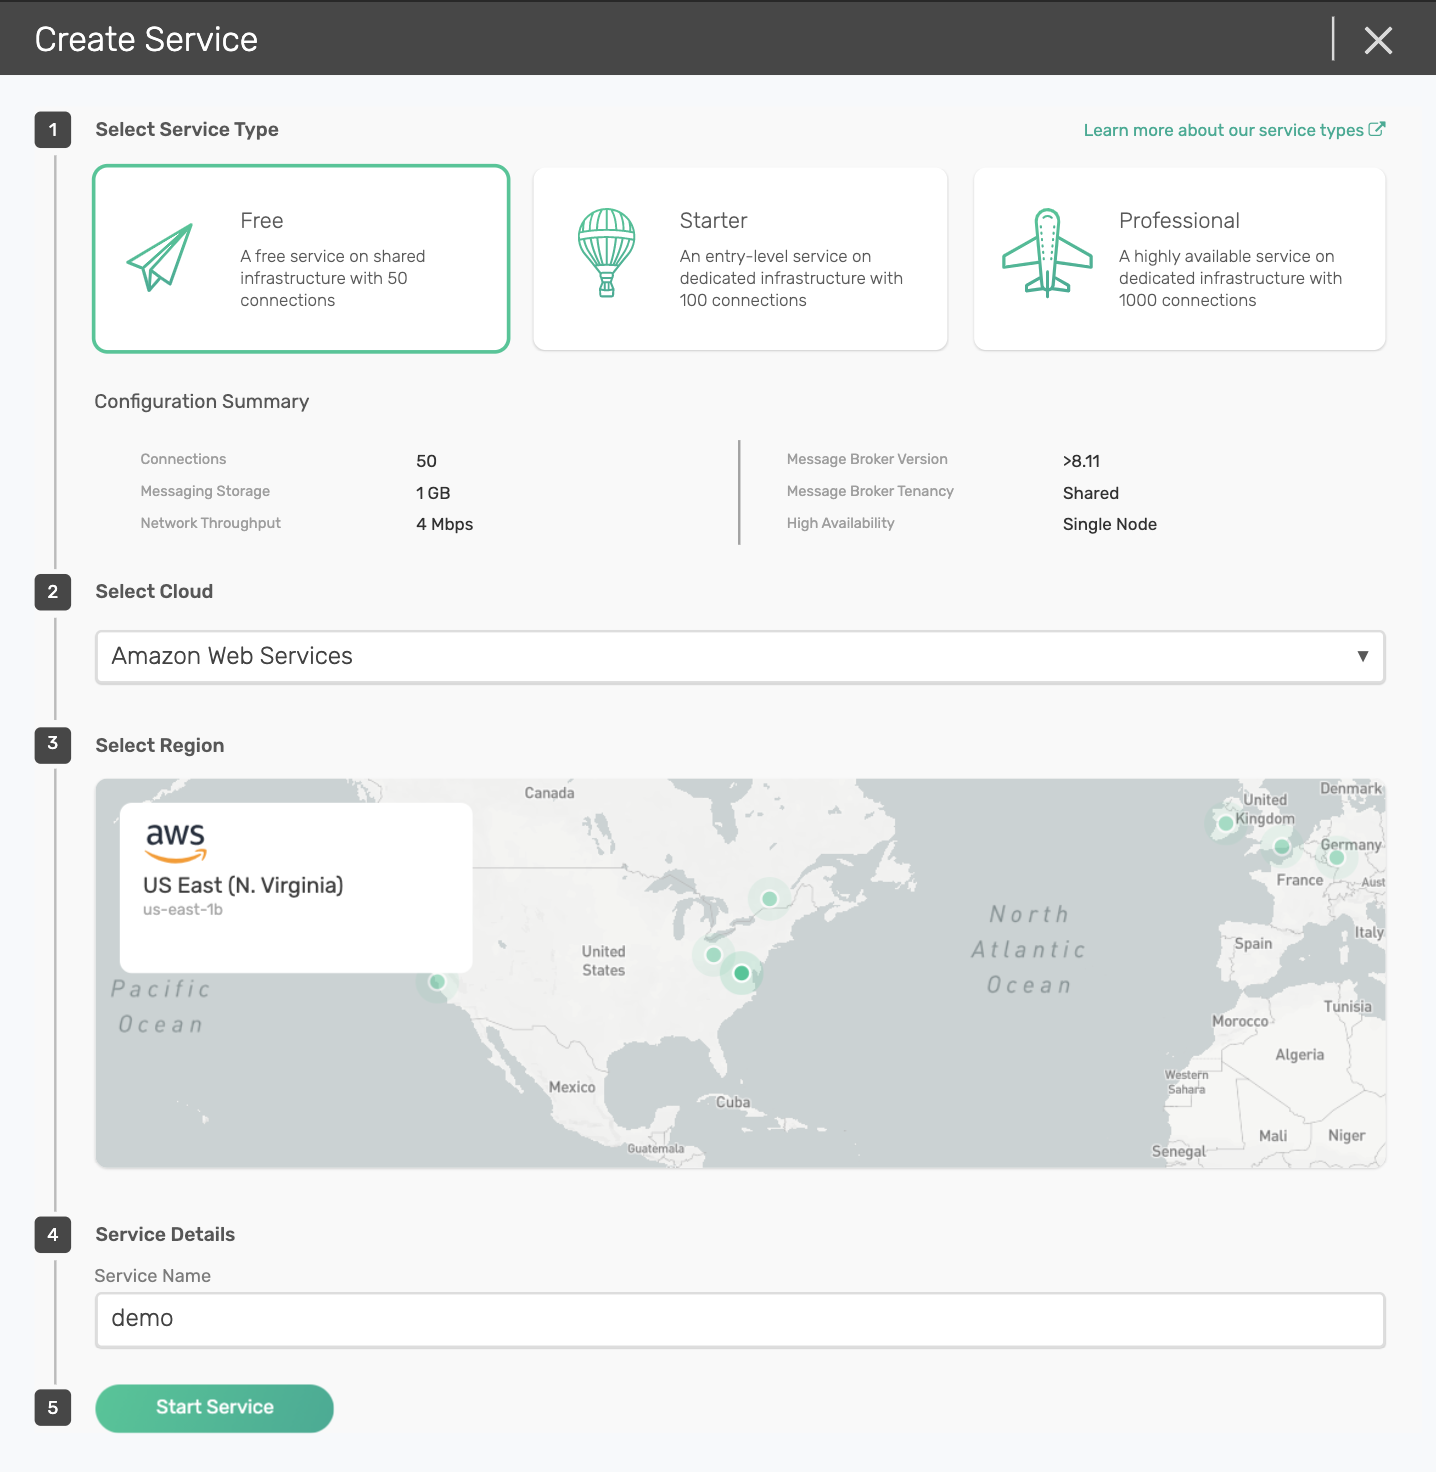 Create Service
1 Select Service Type
Learn more about our service types
Free
A free service on shared
infrastructure with 50
connections
Starter
An entry-level service on
dedicated infrastructure with
100 connections
Professional
A highly available service on
dedicated infrastructure with
1000 connections
Configuration Summary
Connections 50
Messaging Storage 1 GB
Network Throughput 4 Mbps
Message Broker Version >8.11
Message Broker Tenancy Shared
High Availability Single Node
2 Select Cloud
Amazon Web Services
3 Select Region
aws
US East (N. Virginia)
us-east-1b
Pacific
Ocean
Canada
United
States
Mexico
Guatemala
Cuba
North
Atlantic
Ocean
United
Kingdom
Denmark
Germany
France
Aust
Italy
Spain
Tunisia
Morocco
Algeria
Western
Sahara
Mali
Niger
Senegal
4 Service Details
Service Name
demo
5 Start Service